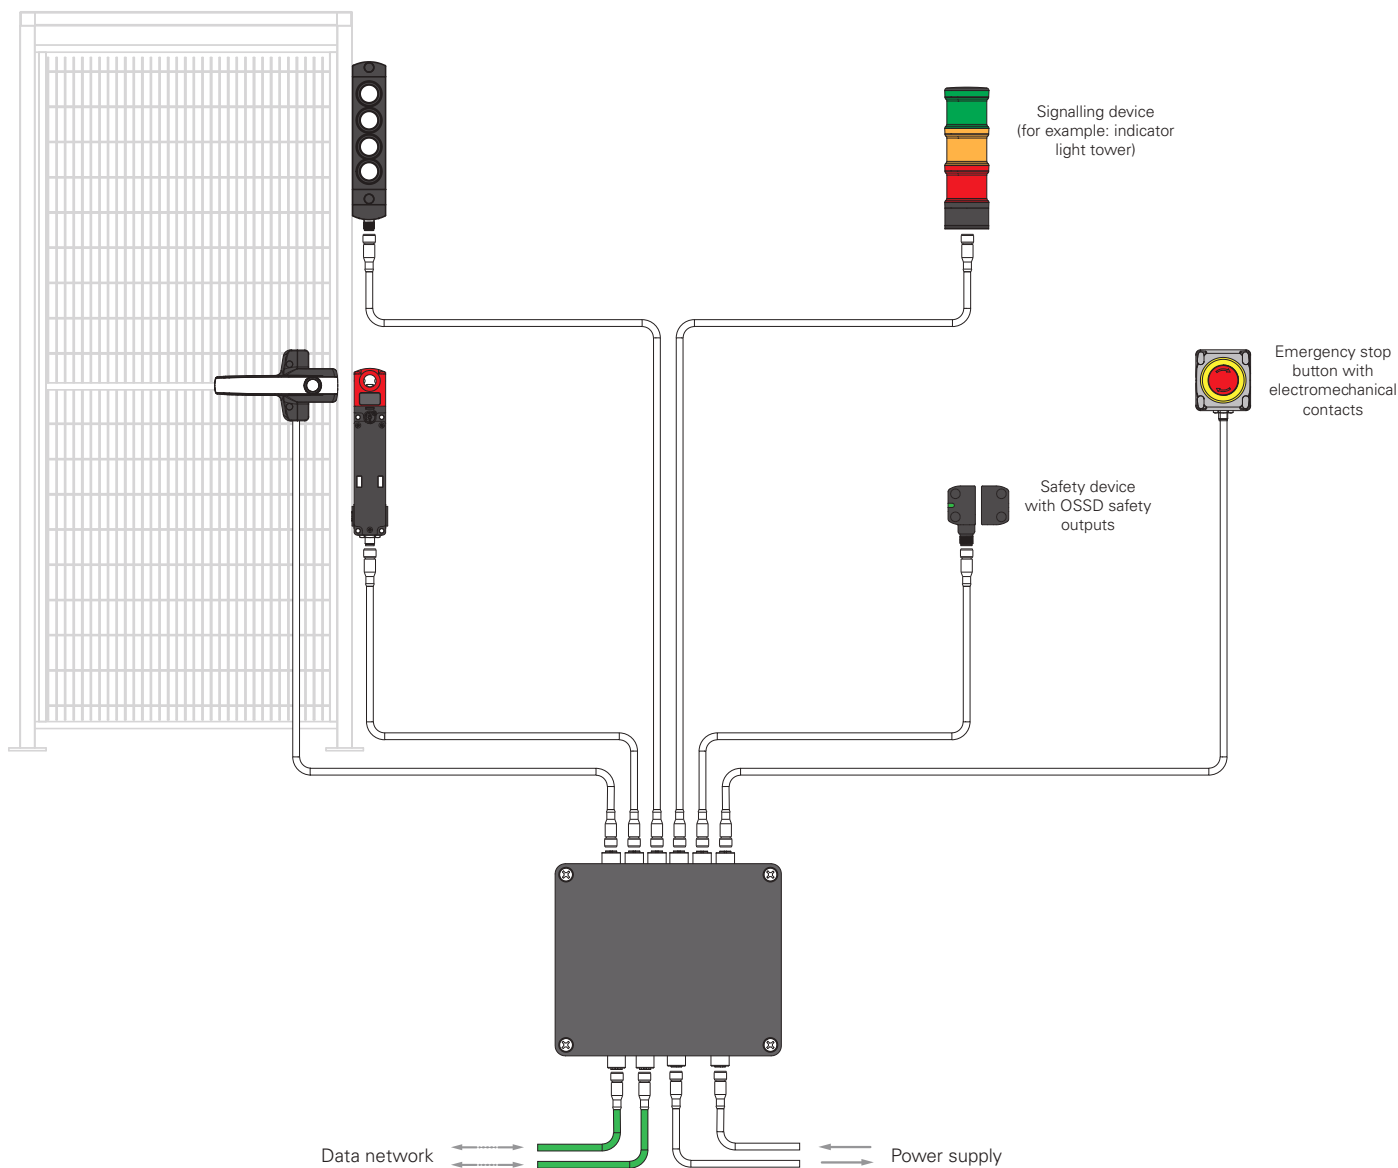 Signalling device
(for example: indicator
light tower)
Emergency stop
button with
electromechanical
contacts
Safety device
with OSSD safety
outputs
Data network
Power supply